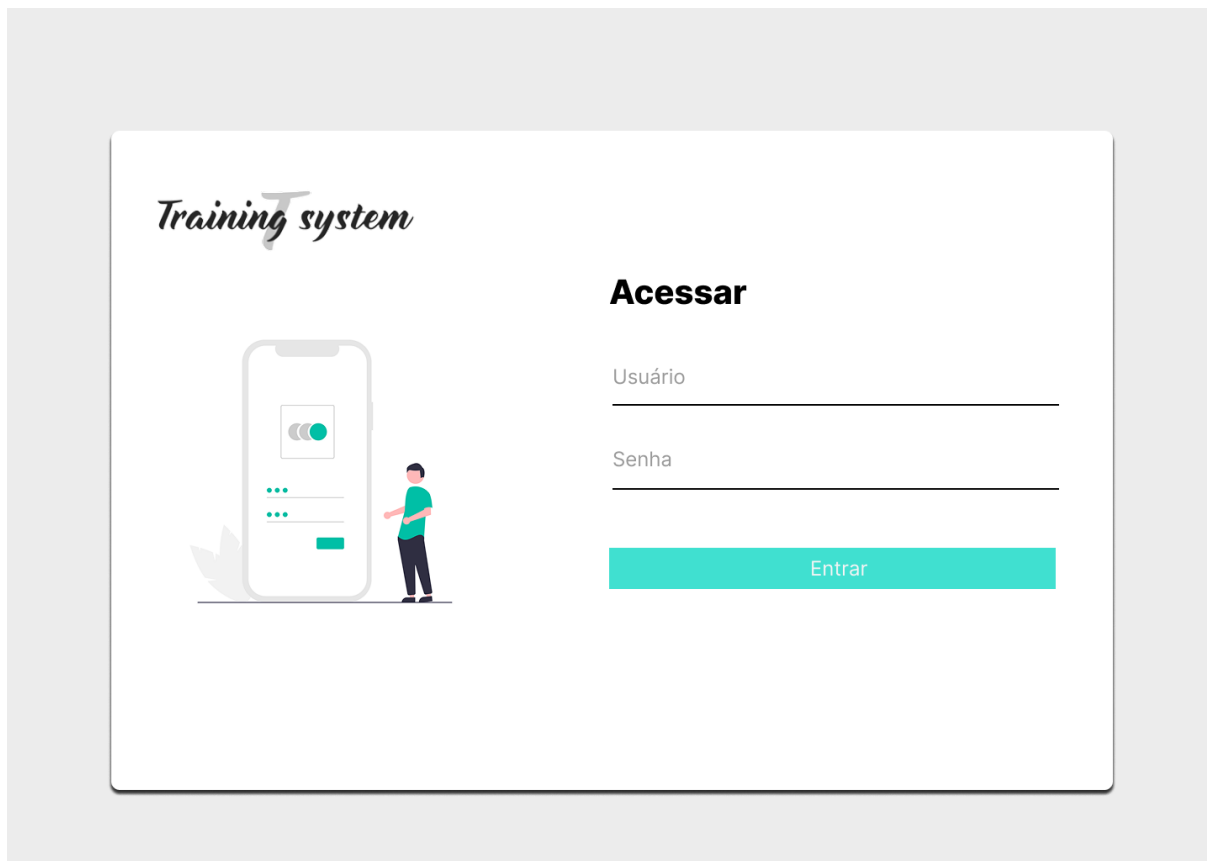 Training system
T
Acessar
Usuário
Senha
Entrar